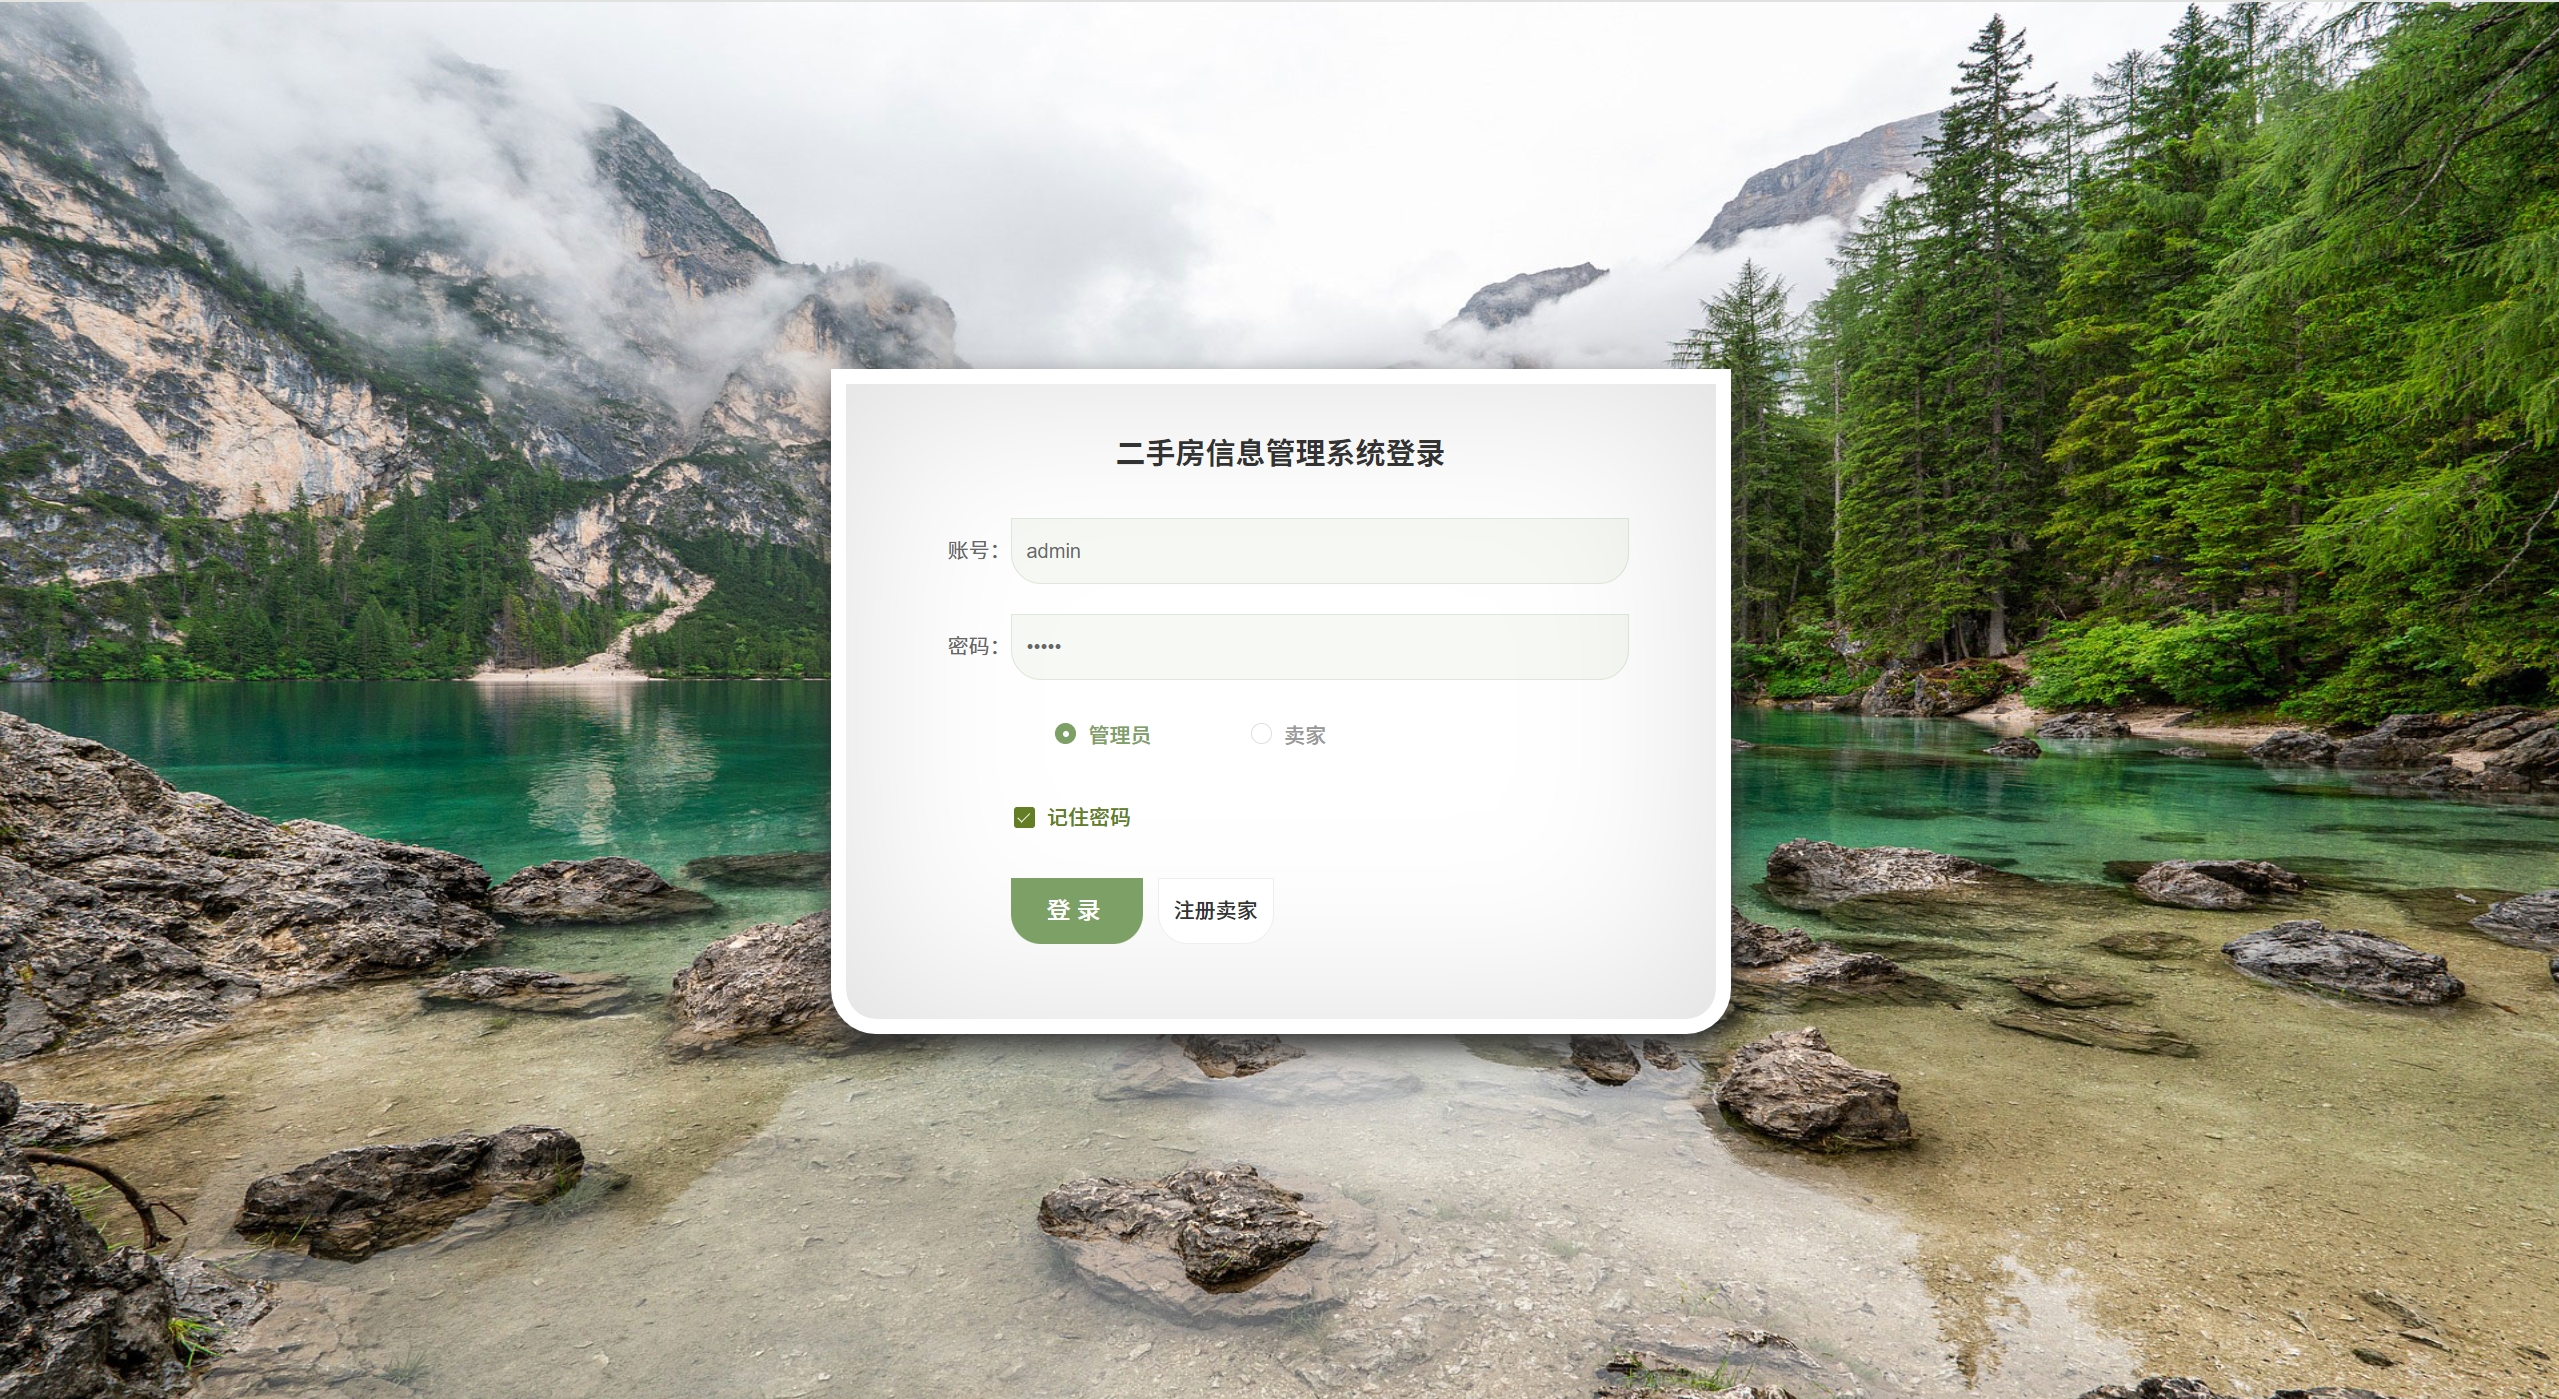 二手房信息管理系统登录
账号：
admin
密码：
•••••
管理员 卖家
记住密码
登 录 注册卖家